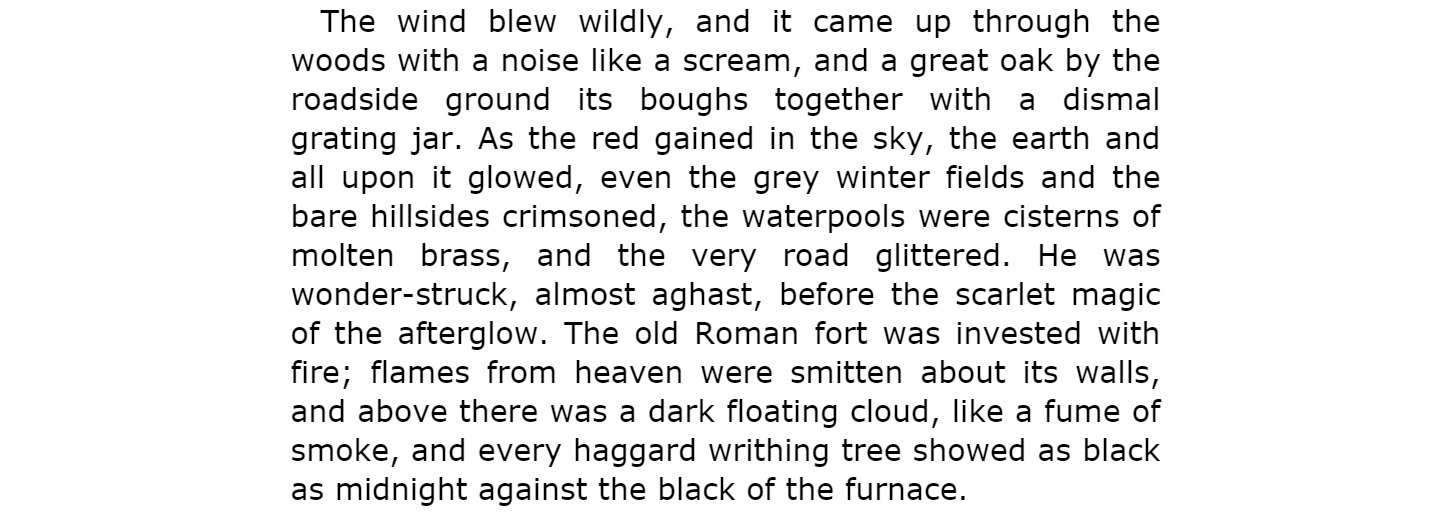 The wind blew wildly, and it came up through the
woods with a noise like a scream, and a great oak by the
roadside ground its boughs together with a dismal
grating jar. As the red gained in the sky, the earth and
all upon it glowed, even the grey winter fields and the
bare hillsides crimsoned, the waterpools were cisterns of
molten brass, and the very road glittered. He was
wonder-struck, almost aghast, before the scarlet magic
of the afterglow. The old Roman fort was invested with
fire; flames from heaven were smitten about its walls,
and above there was a dark floating cloud, like a fume of
smoke, and every haggard writhing tree showed as black
as midnight against the black of the furnace.